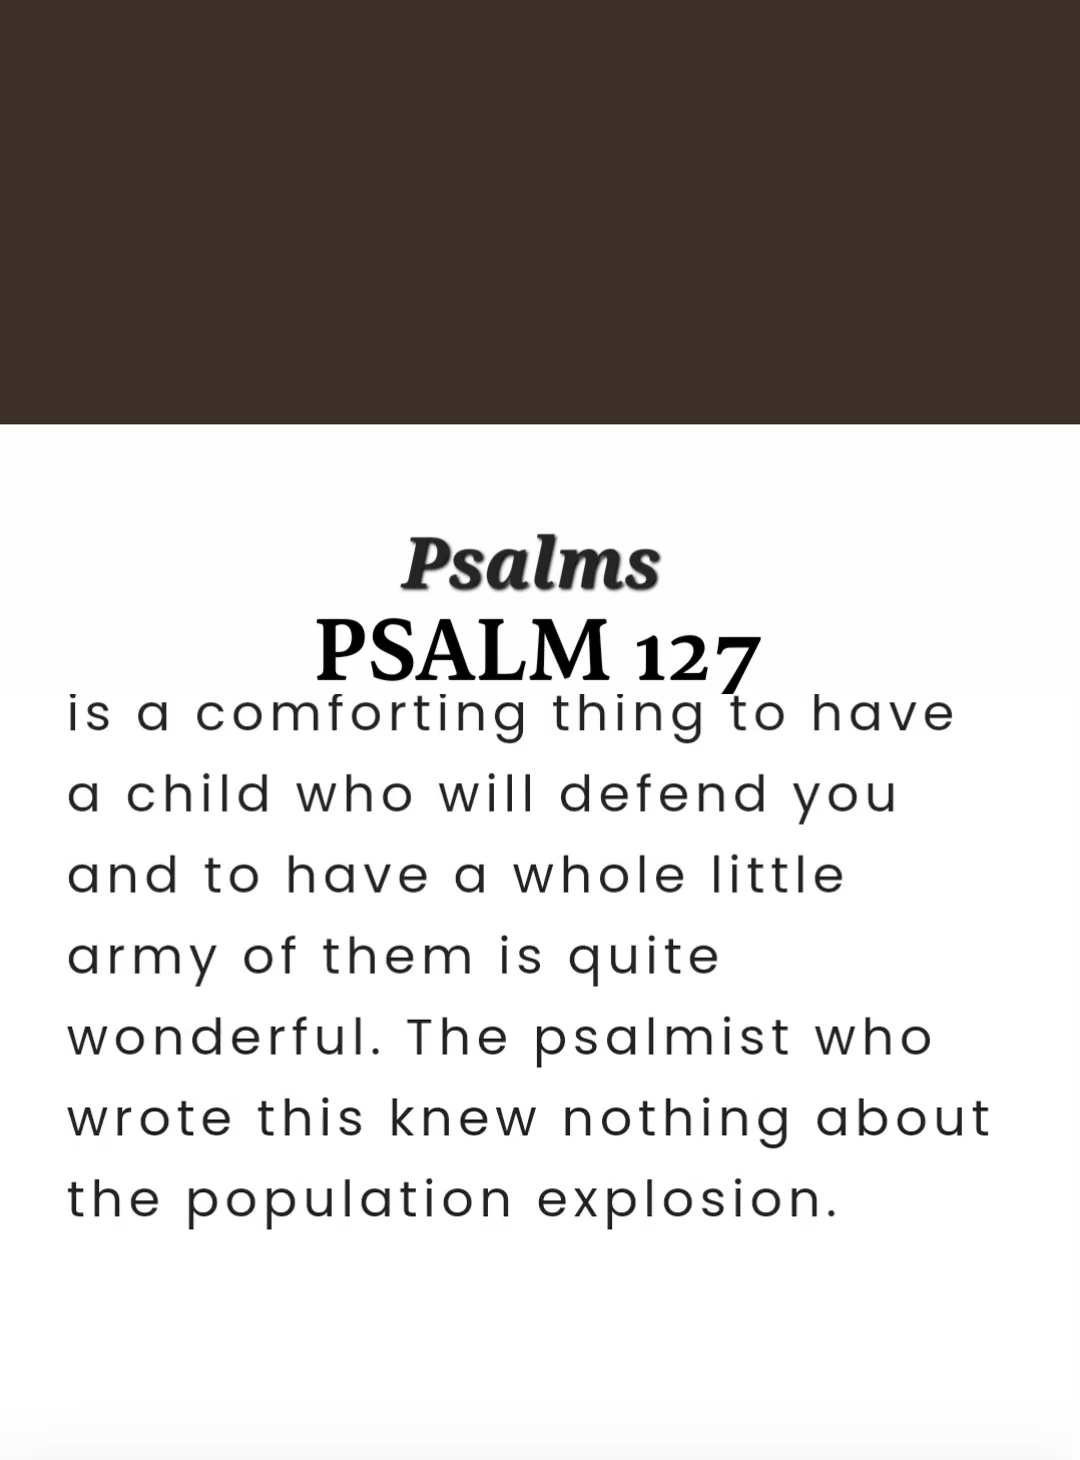 Psalms
PSALM 127
is a comforting thing to have
a child who will defend you
and to have a whole little
army of them is quite
wonderful. The psalmist who
wrote this knew nothing about
the population explosion.